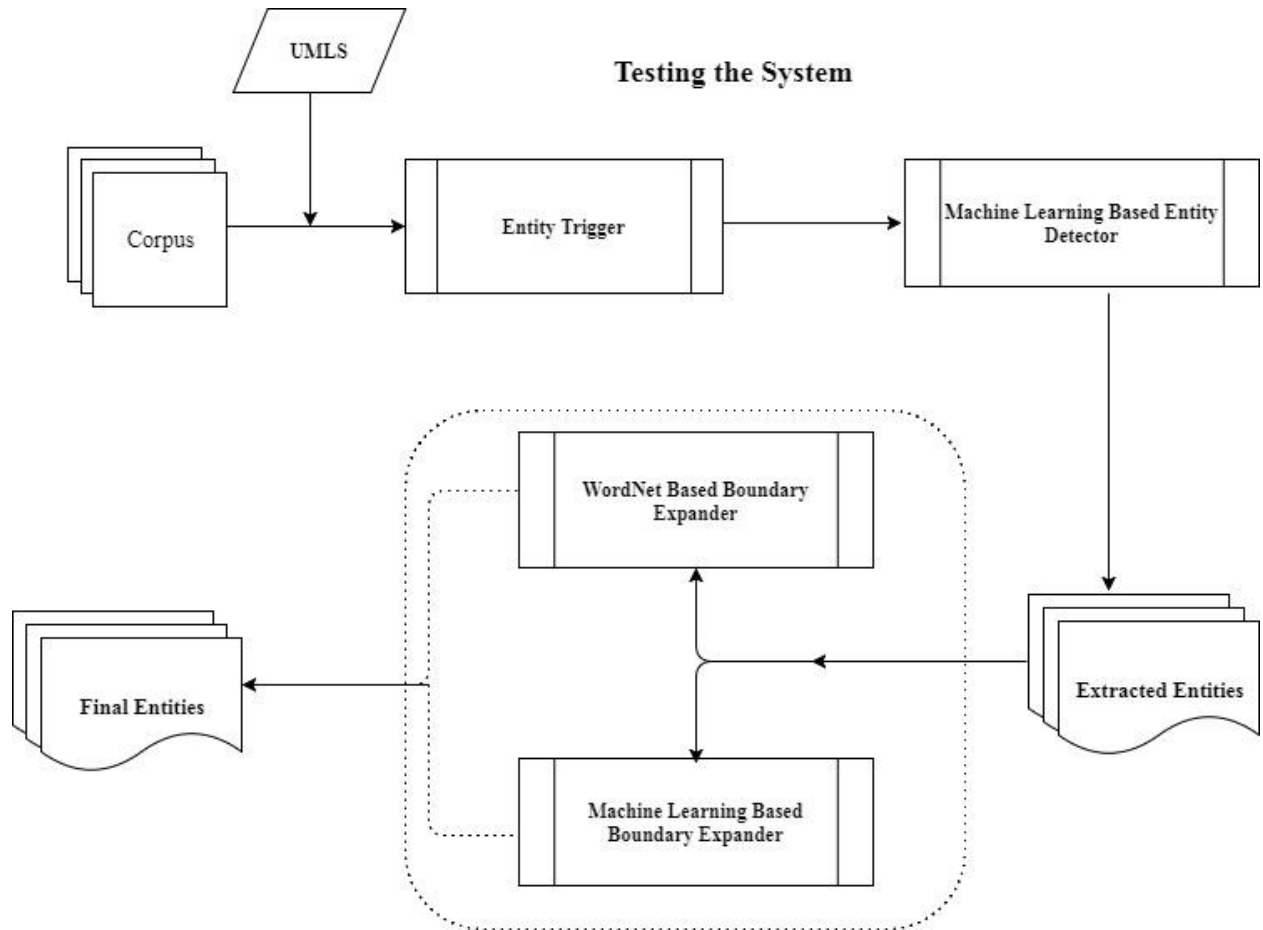 UMLS
Testing the System
Corpus
Entity Trigger
Machine Learning Based Entity
Detector
WordNet Based Boundary
Expander
Extracted Entities
Final Entities
Machine Learning Based
Boundary Expander